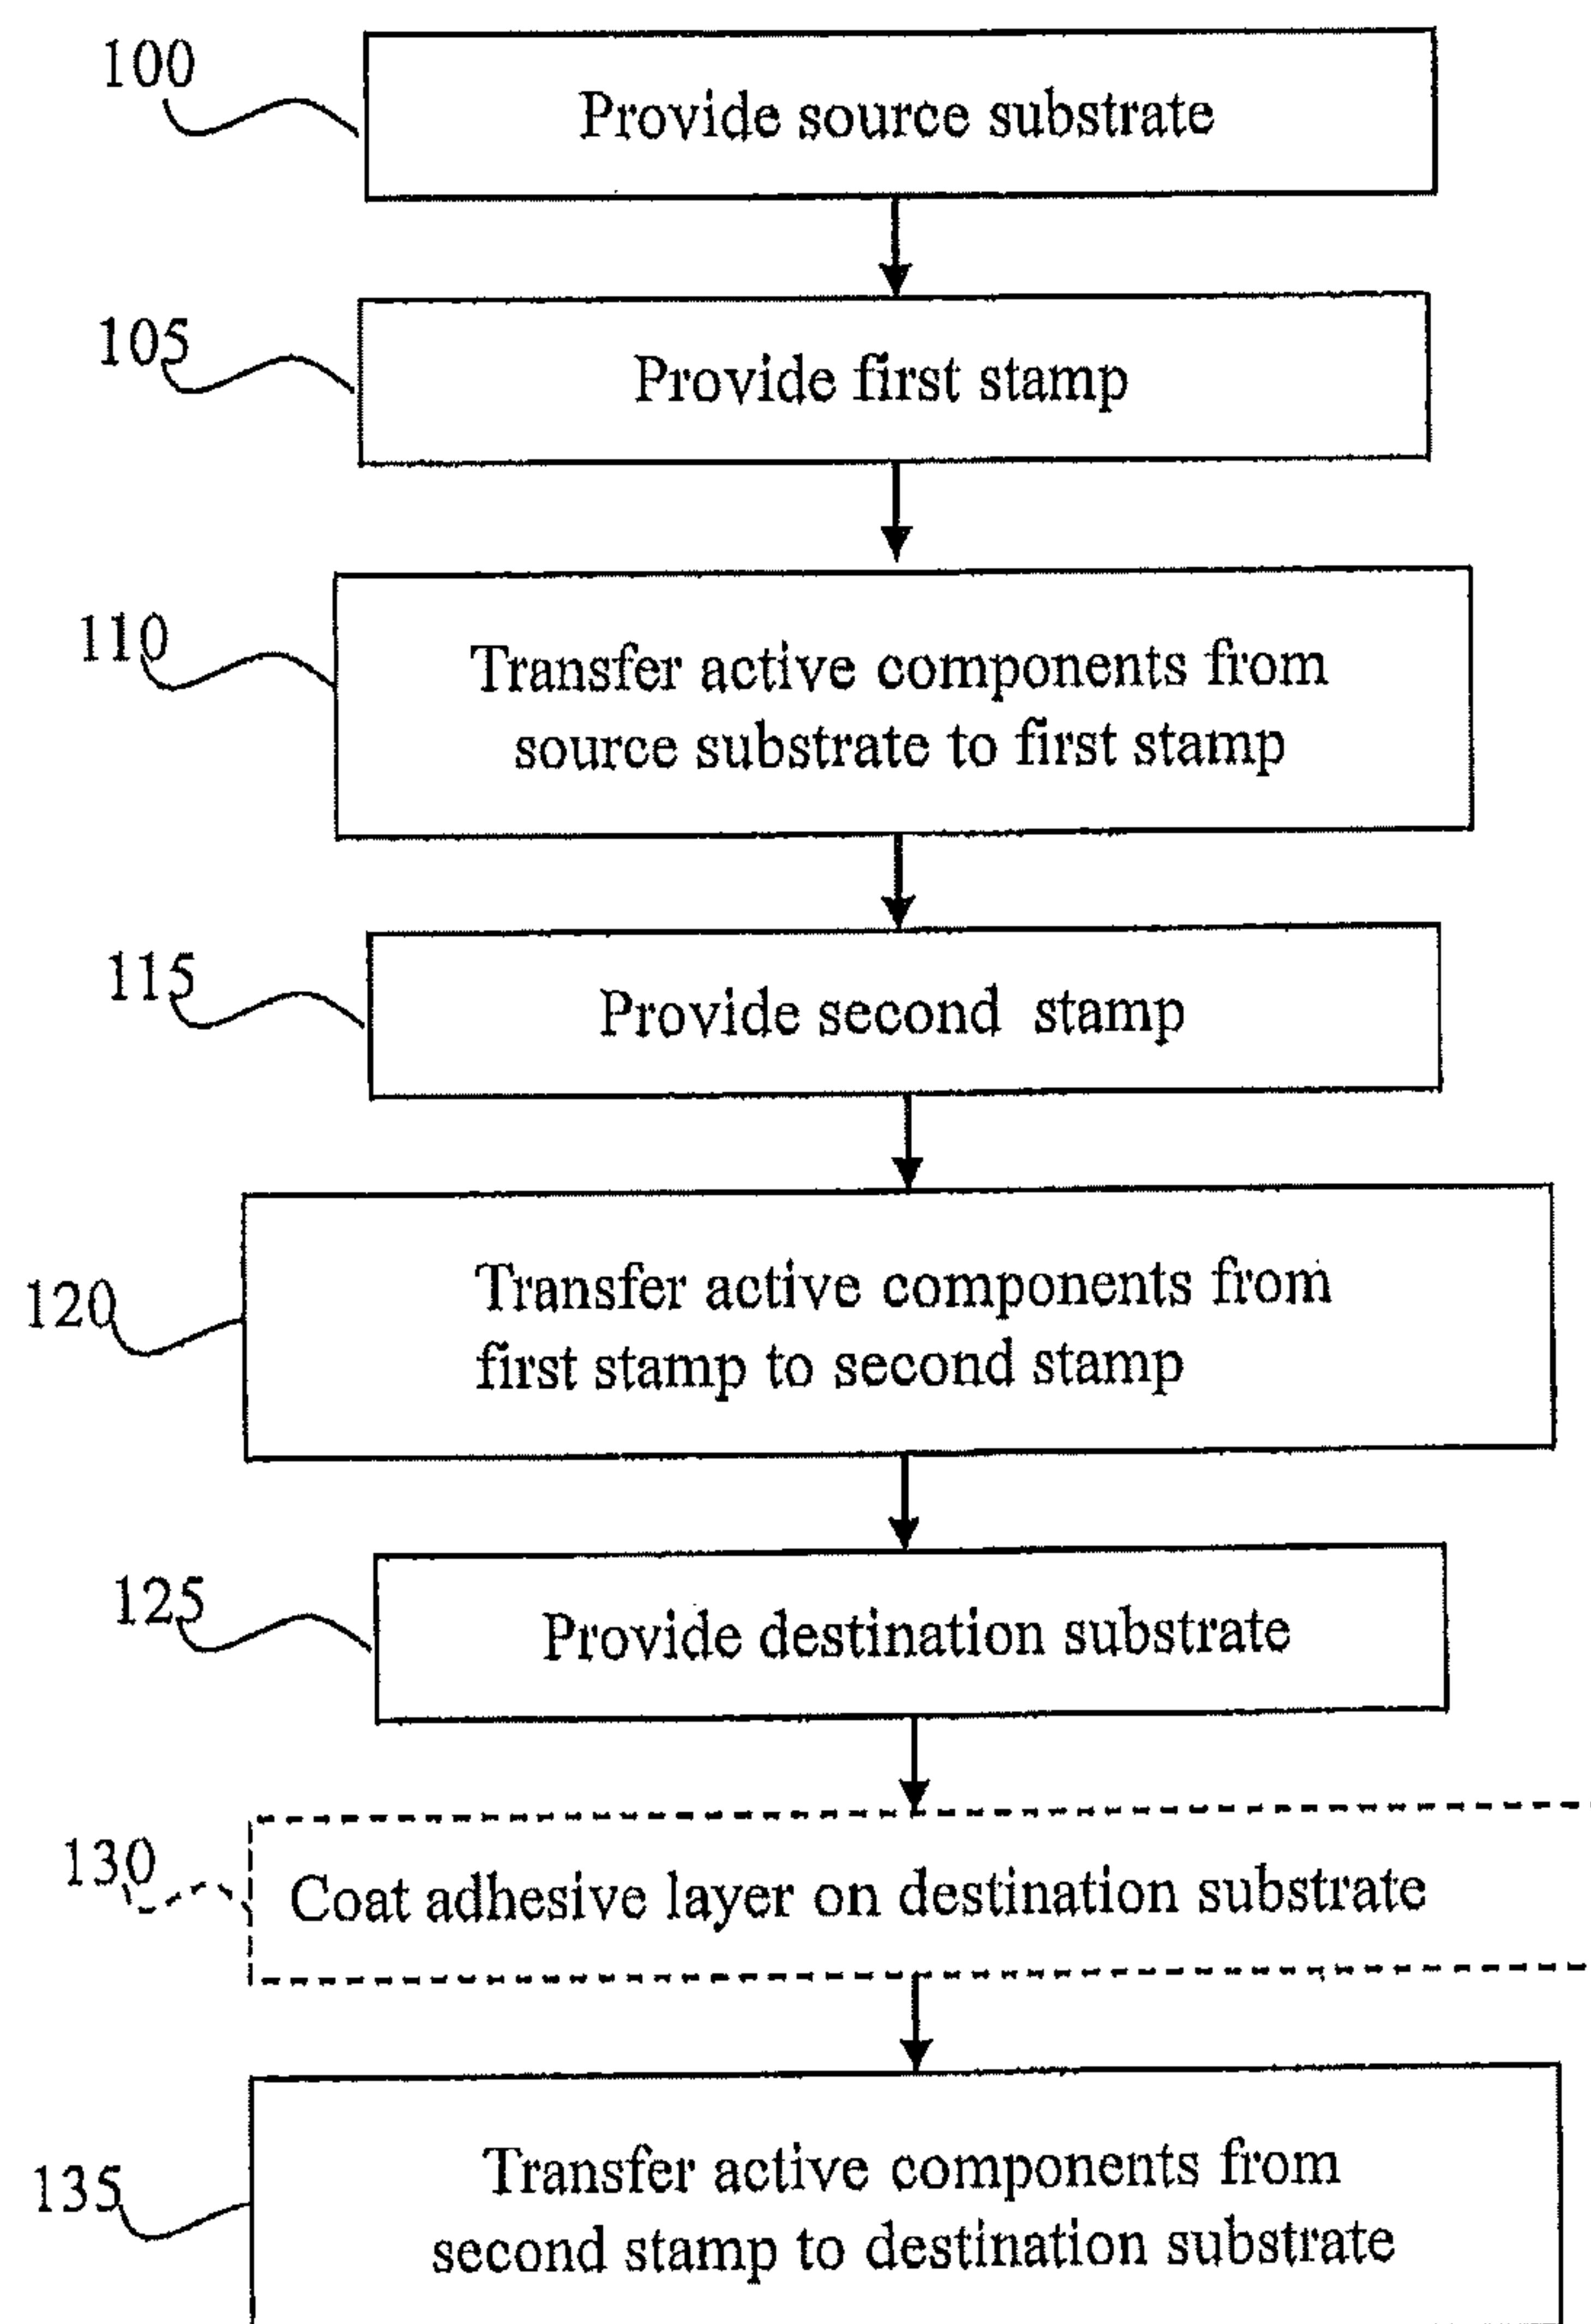 100
Provide source substrate
105
Provide first stamp
110
Transfer active components from
source substrate to first stamp
115
Provide second stamp
120
Transfer active components from
first stamp to second stamp
125
Provide destination substrate
130
Coat adhesive layer on destination substrate
135
Transfer active components from
second stamp to destination substrate